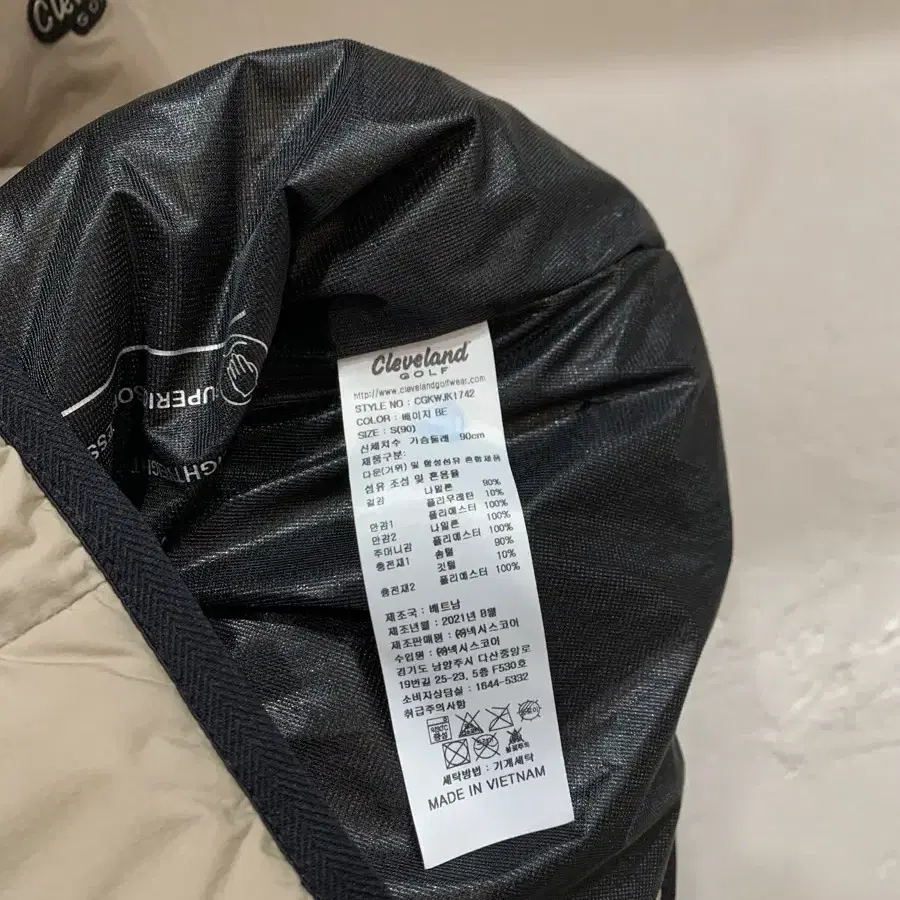 Cleveland
GOLF
http://www.clevelandgolfwear.com
STYLE NO : CGKWJK1742
COLOR : 베이지 BE
SIZE : S(90)
신체치수 가슴둘레 90cm
제품구분:
다운(거위) 및 합성섬유 혼합제품
섬유 조성 및 혼용율
겉감 나일론 90%
폴리우레탄 10%
안감1 폴리에스터 100%
안감2 나일론 100%
주머니감 폴리에스터 100%
충전재1 솜털 90%
깃털 10%
충전재2 폴리에스터 100%
제조국 : 베트남
제조년월 : 2021년 8월
제조판매원 : ㈜넥시스코아
수입원 : ㈜넥시스코아
경기도 남양주시 다산중앙로
19번길 25-23, 5층 F530호
소비자상담실 : 1644-5332
취급주의사항
세탁방법 : 기계세탁
MADE IN VIETNAM